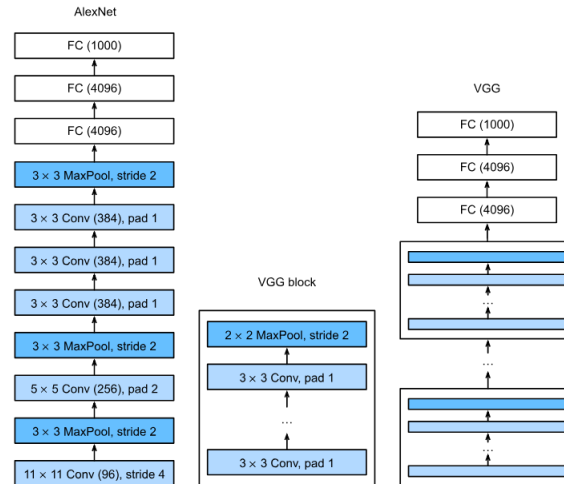 AlexNet
FC (1000)
FC (4096)
FC (4096)
3 × 3 MaxPool, stride 2
3 × 3 Conv (384), pad 1
3 × 3 Conv (384), pad 1
3 × 3 Conv (384), pad 1
3 × 3 MaxPool, stride 2
5 × 5 Conv (256), pad 2
3 × 3 MaxPool, stride 2
11 × 11 Conv (96), stride 4
VGG block
2 × 2 MaxPool, stride 2
3 × 3 Conv, pad 1
...
3 × 3 Conv, pad 1
VGG
FC (1000)
FC (4096)
FC (4096)
...
...
...